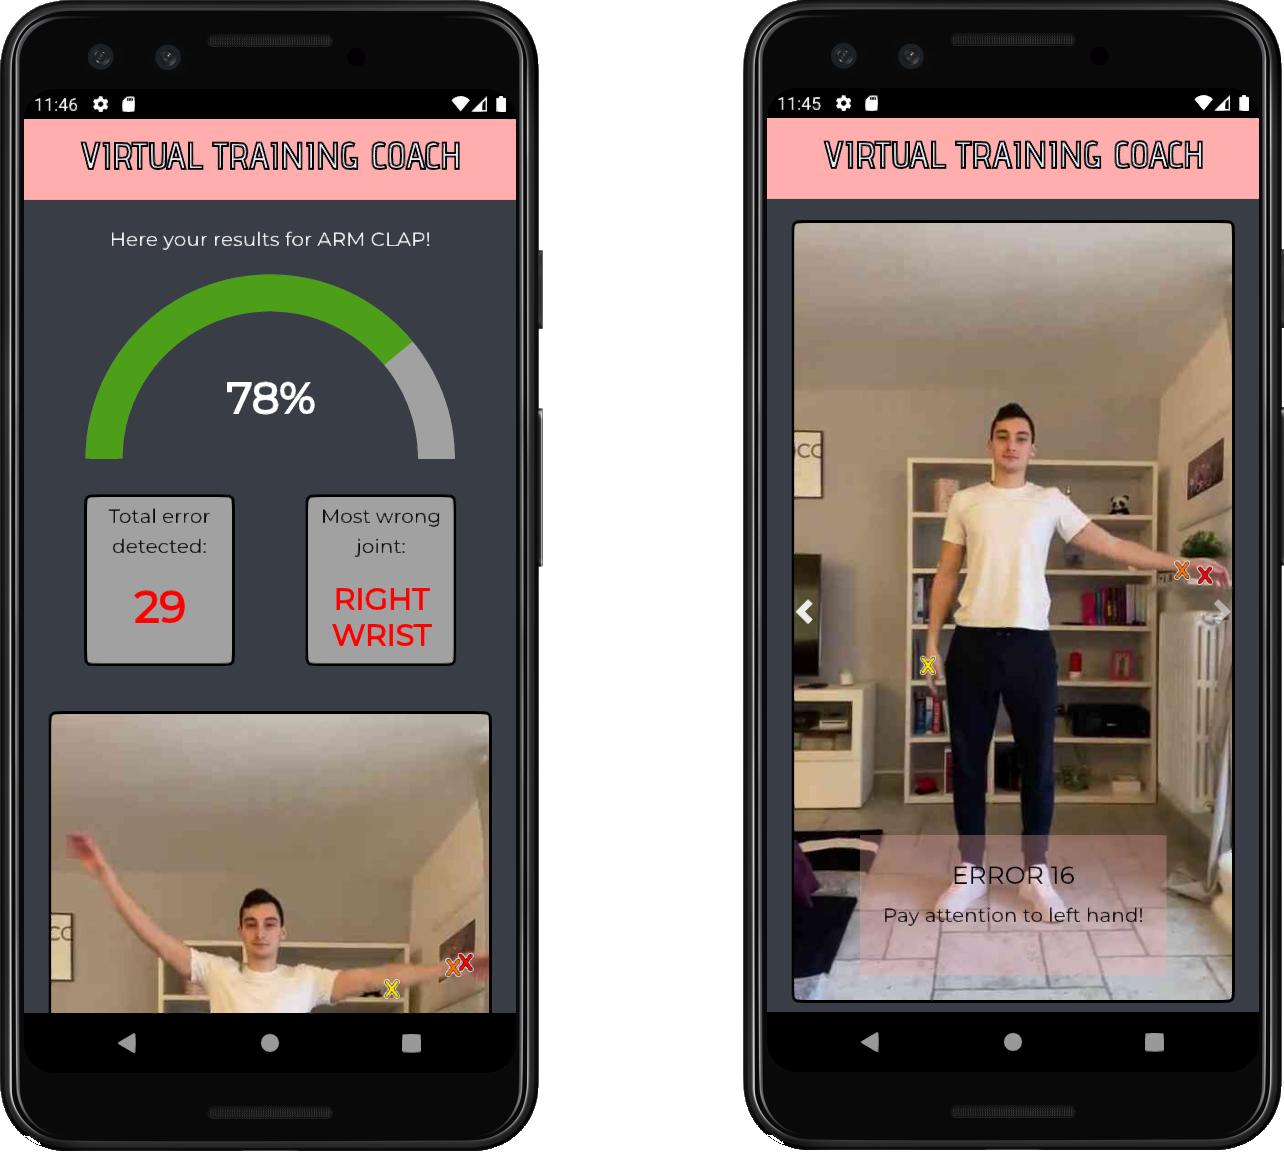 11:46
VIRTUAL TRAINING COACH
Here your results for ARM CLAP!
78%
Total error
detected:
29
Most wrong
joint:
RIGHT
WRIST
X X
X
11:45
VIRTUAL TRAINING COACH
X X
X
ERROR 16
Pay attention to left hand!